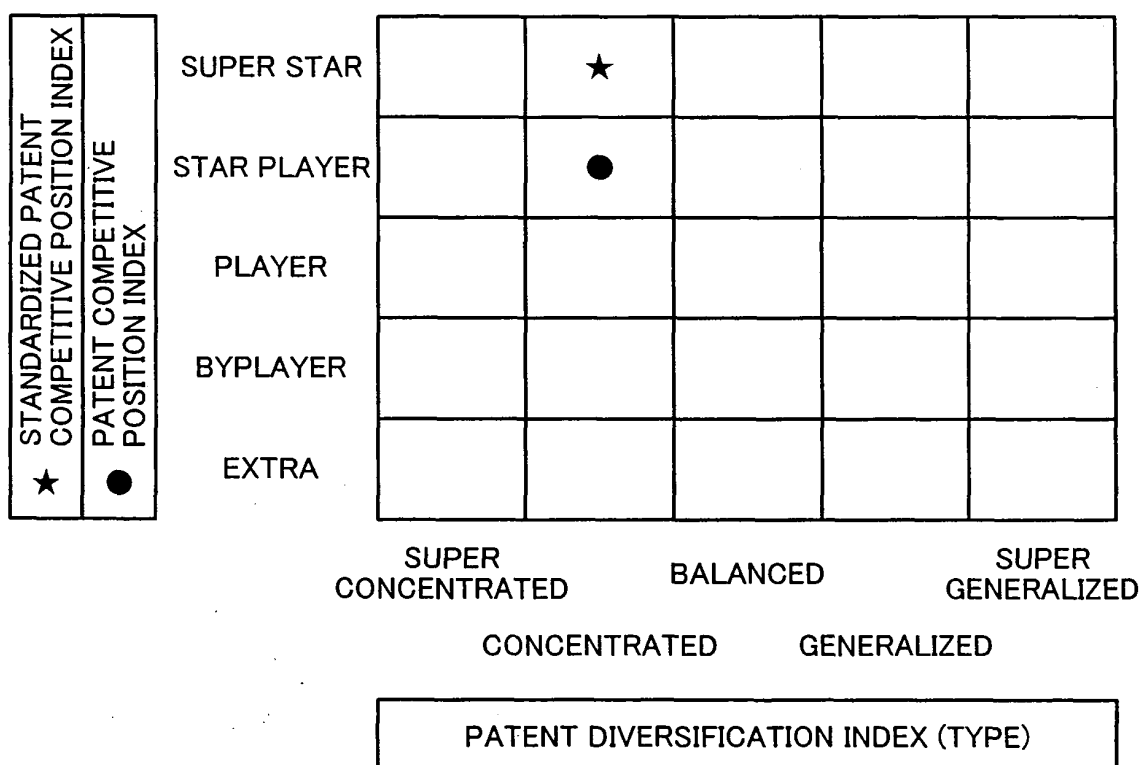 ★ STANDARDIZED PATENT
COMPETITIVE POSITION INDEX
● PATENT COMPETITIVE
POSITION INDEX
SUPER STAR
★
STAR PLAYER
●
PLAYER
BYPLAYER
EXTRA
SUPER
CONCENTRATED
CONCENTRATED
BALANCED
GENERALIZED
SUPER
GENERALIZED
PATENT DIVERSIFICATION INDEX (TYPE)